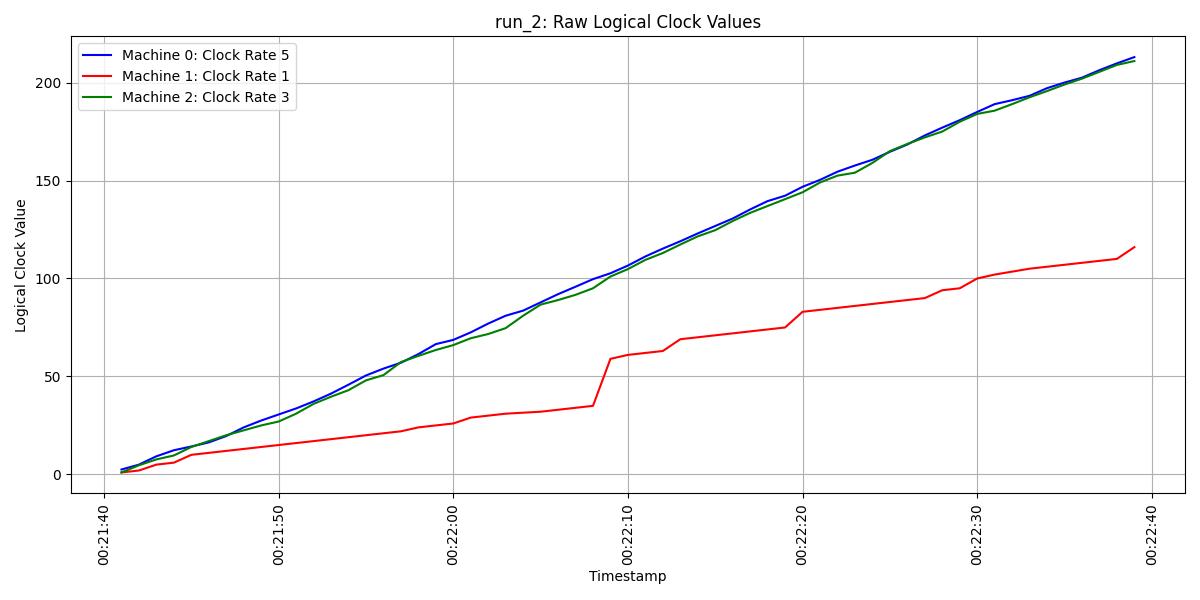 run_2: Raw Logical Clock Values
Machine 0: Clock Rate 5
Machine 1: Clock Rate 1
Machine 2: Clock Rate 3
Logical Clock Value
200
150
100
50
0
00:21:40
00:21:50
00:22:00
00:22:10
00:22:20
00:22:30
00:22:40
Timestamp